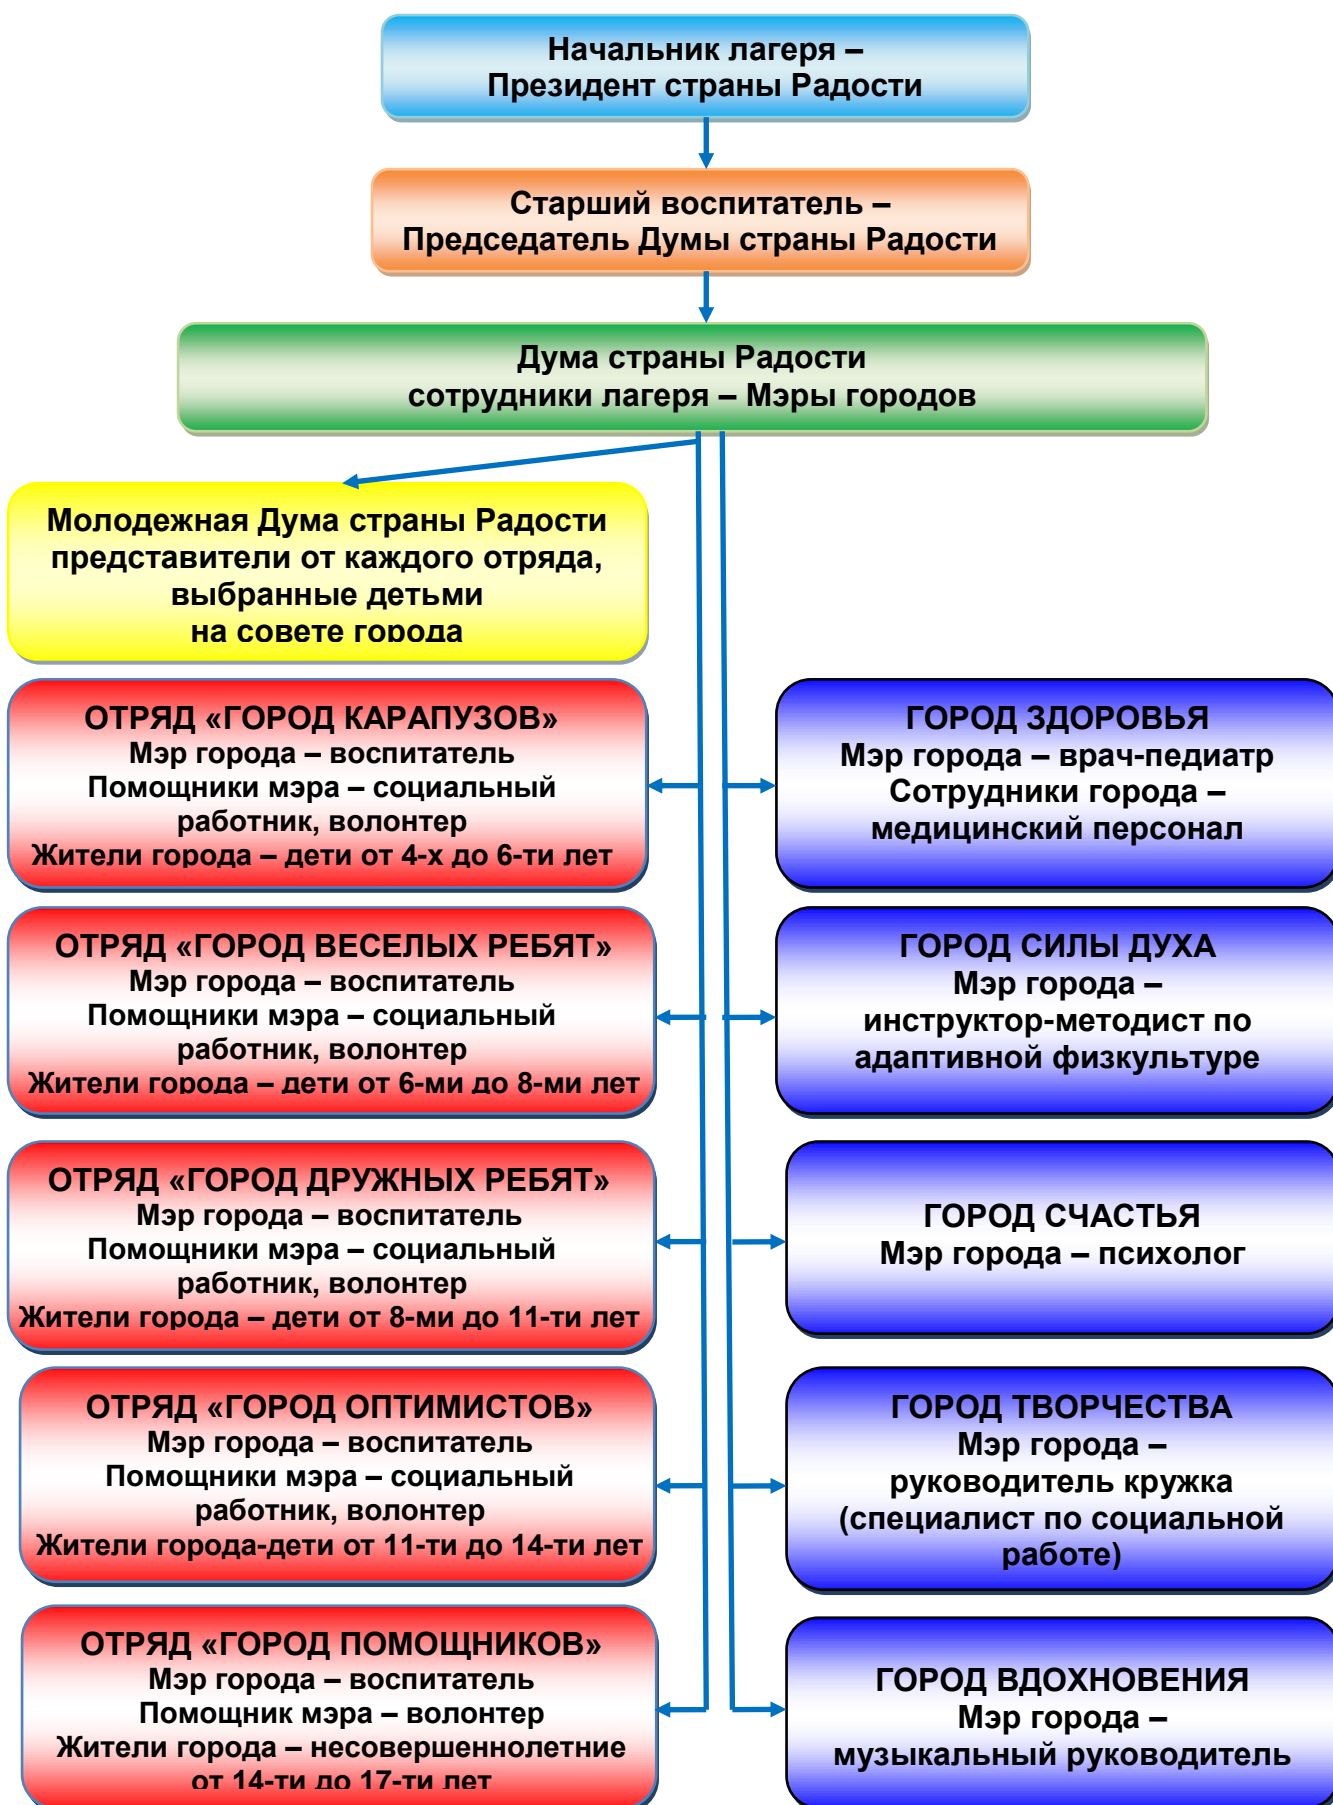 Начальник лагеря –
Президент страны Радости
Старший воспитатель –
Председатель Думы страны Радости
Дума страны Радости
сотрудники лагеря – Мэры городов
Молодежная Дума страны Радости
представители от каждого отряда,
выбранные детьми
на совете города
ОТРЯД «ГОРОД КАРАПУЗОВ»
Мэр города – воспитатель
Помощники мэра – социальный
работник, волонтер
Жители города – дети от 4-х до 6-ти лет
ГОРОД ЗДОРОВЬЯ
Мэр города – врач-педиатр
Сотрудники города –
медицинский персонал
ОТРЯД «ГОРОД ВЕСЕЛЫХ РЕБЯТ»
Мэр города – воспитатель
Помощники мэра – социальный
работник, волонтер
Жители города – дети от 6-ми до 8-ми лет
ГОРОД СИЛЫ ДУХА
Мэр города –
инструктор-методист по
адаптивной физкультуре
ОТРЯД «ГОРОД ДРУЖНЫХ РЕБЯТ»
Мэр города – воспитатель
Помощники мэра – социальный
работник, волонтер
Жители города – дети от 8-ми до 11-ти лет
ГОРОД СЧАСТЬЯ
Мэр города – психолог
ОТРЯД «ГОРОД ОПТИМИСТОВ»
Мэр города – воспитатель
Помощники мэра – социальный
работник, волонтер
Жители города-дети от 11-ти до 14-ти лет
ГОРОД ТВОРЧЕСТВА
Мэр города –
руководитель кружка
(специалист по социальной
работе)
ОТРЯД «ГОРОД ПОМОЩНИКОВ»
Мэр города – воспитатель
Помощник мэра – волонтер
Жители города – несовершеннолетние
от 14-ти до 17-ти лет
ГОРОД ВДОХНОВЕНИЯ
Мэр города –
музыкальный руководитель